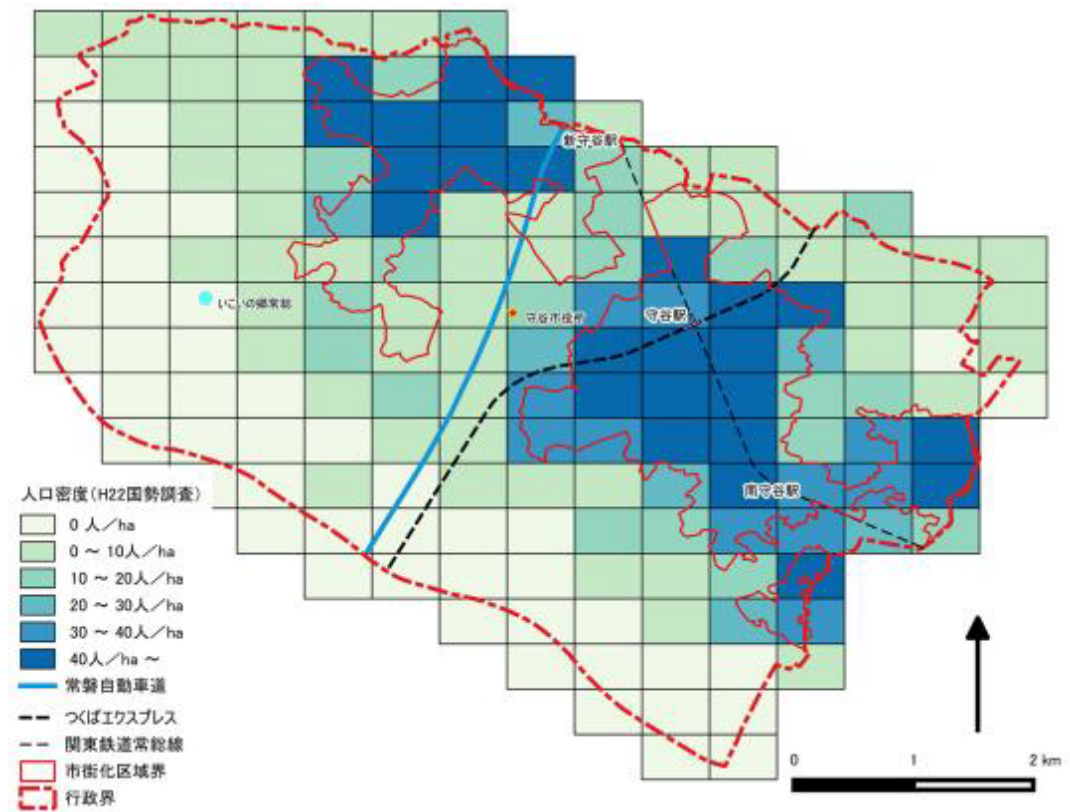 新守谷駅
いこいの郷常総
守谷市役所
守谷駅
南守谷駅
人口密度(H22国勢調査)
0 人/ha
0 ~ 10人/ha
10 ~ 20人/ha
20 ~ 30人/ha
30 ~ 40人/ha
40人/ha ~
常磐自動車道
つくばエクスプレス
関東鉄道常総線
市街化区域界
行政界
0 1 2 km